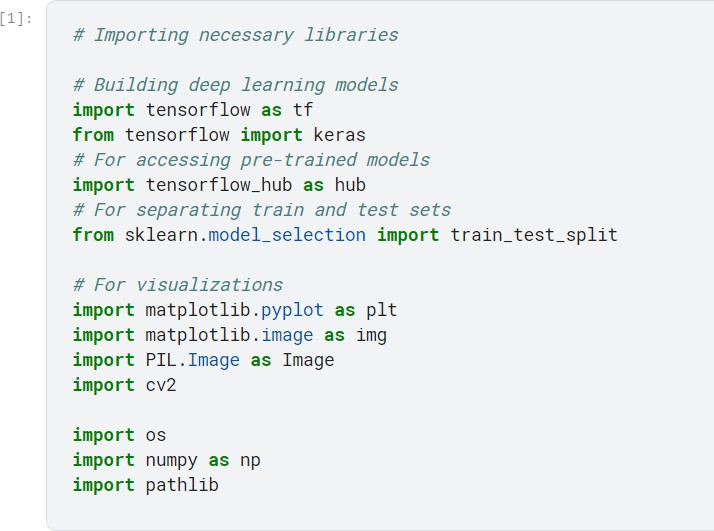 [1]:
# Importing necessary libraries
# Building deep learning models
import tensorflow as tf
from tensorflow import keras
# For accessing pre-trained models
import tensorflow_hub as hub
# For separating train and test sets
from sklearn.model_selection import train_test_split
# For visualizations
import matplotlib.pyplot as plt
import matplotlib.image as img
import PIL.Image as Image
import cv2
import os
import numpy as np
import pathlib